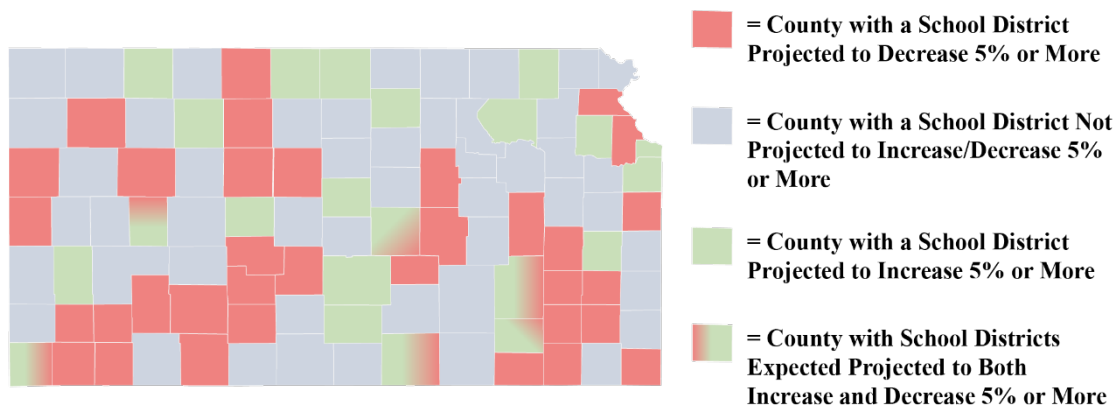 = County with a School District
Projected to Decrease 5% or More
= County with a School District Not
Projected to Increase/Decrease 5%
or More
= County with a School District
Projected to Increase 5% or More
= County with School Districts
Expected Projected to Both
Increase and Decrease 5% or More